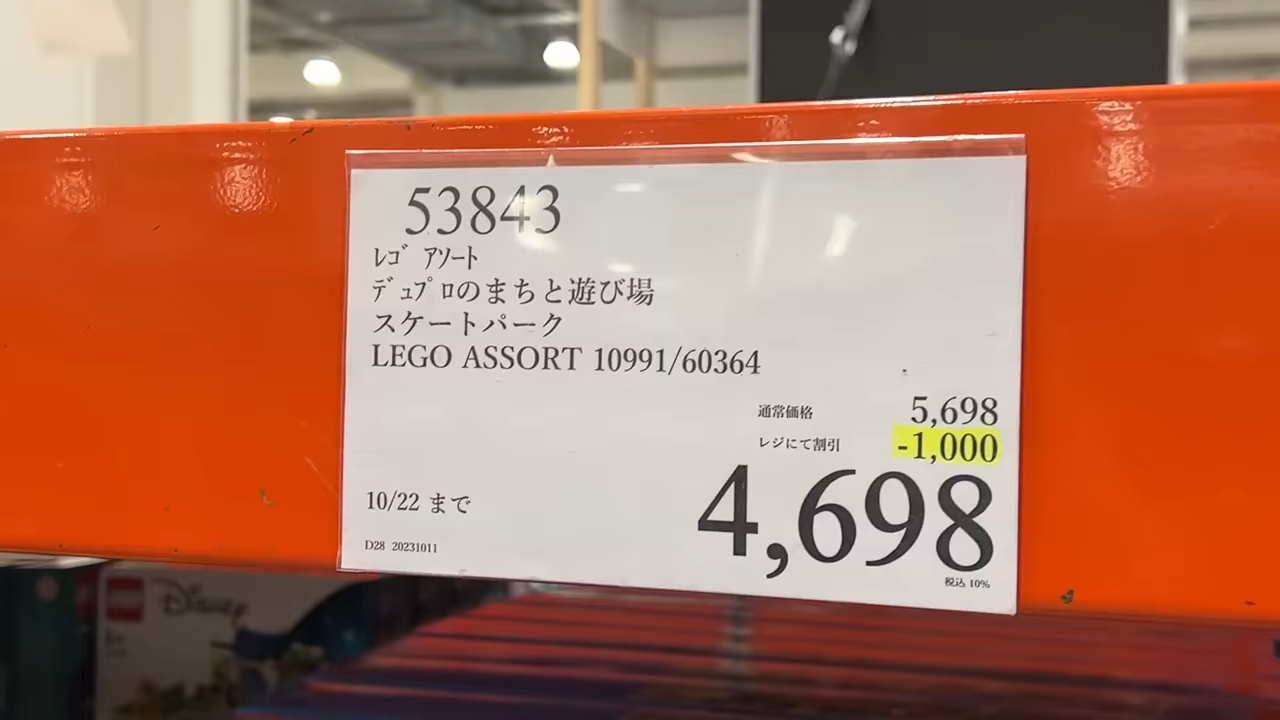 53843
ﾚｺﾞ ｱｿｰﾄ
ﾃﾞｭﾌﾟﾛのまちと遊び場
スケートパーク
LEGO ASSORT 10991/60364
通常価格 5,698
レジにて割引 -1,000
4,698
10/22 まで
D28 20231011
税込 10%
Disney